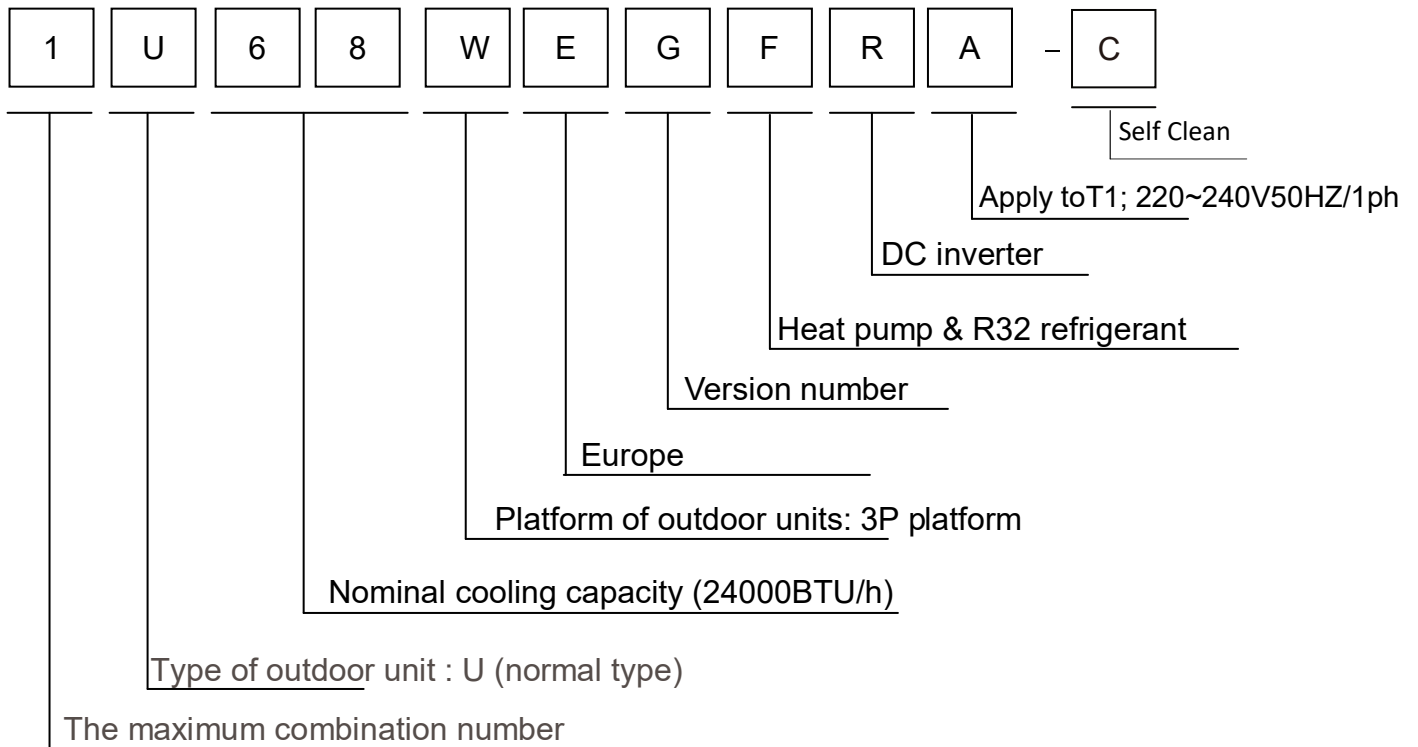 1 U 6 8 W E G F R A - C
Self Clean
Apply toT1; 220~240V50HZ/1ph
DC inverter
Heat pump & R32 refrigerant
Version number
Europe
Platform of outdoor units: 3P platform
Nominal cooling capacity (24000BTU/h)
Type of outdoor unit : U (normal type)
The maximum combination number